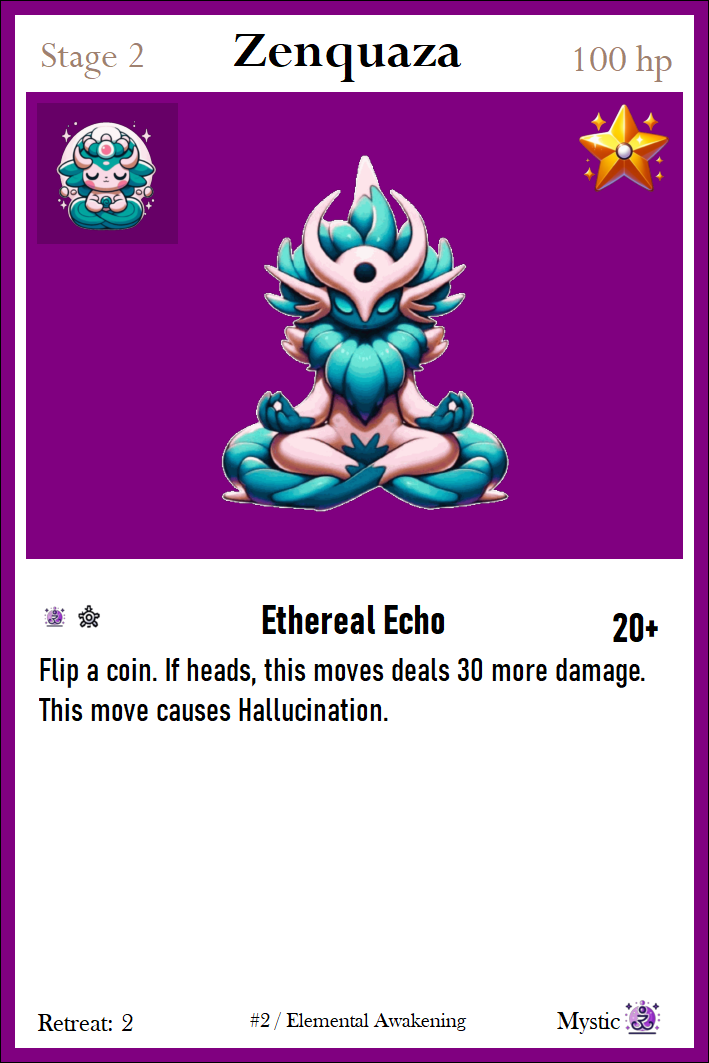 Stage 2
Zenquaza
100 hp
Ethereal Echo
20+
Flip a coin. If heads, this moves deals 30 more damage.
This move causes Hallucination.
Retreat: 2
#2 / Elemental Awakening
Mystic